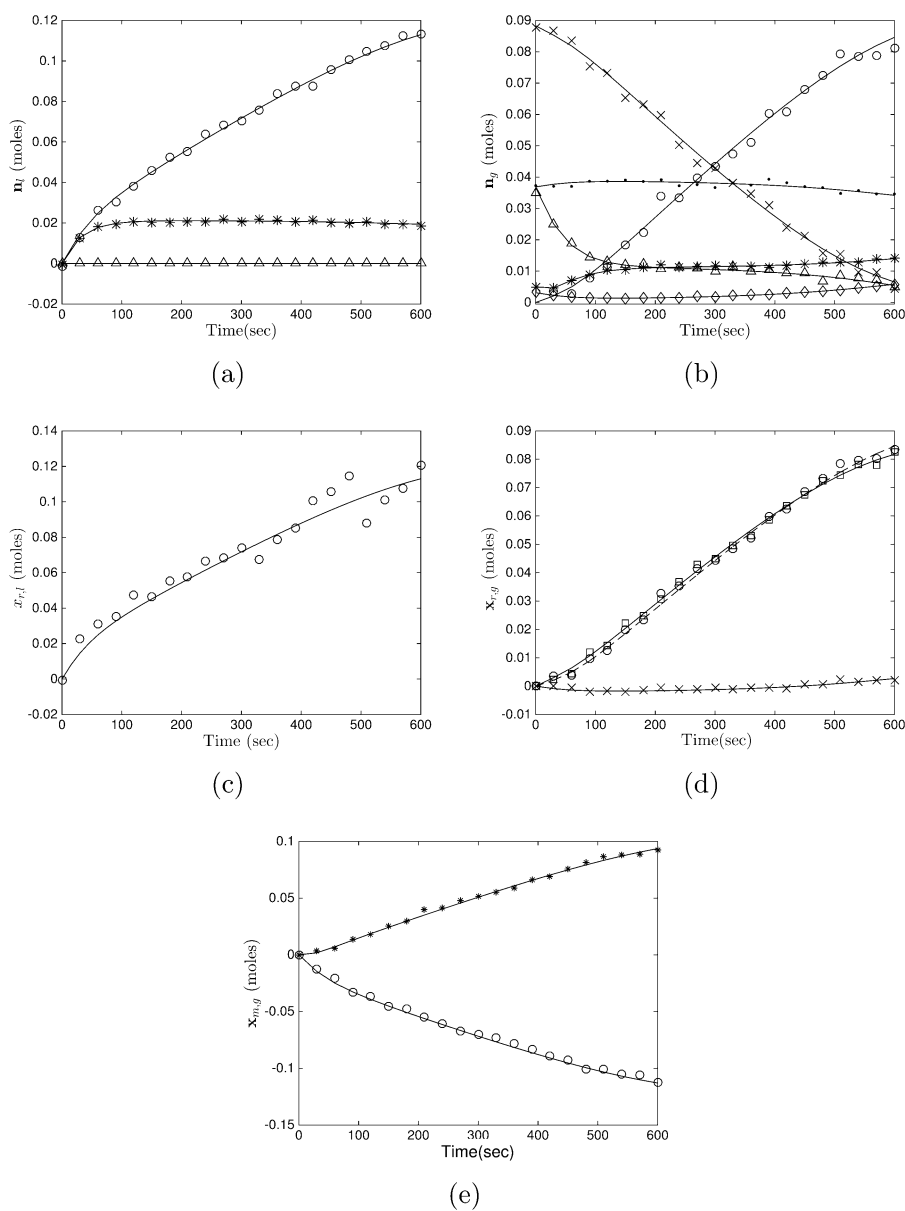 0.12
0.1
0.08
0.06
0.04
0.02
0
-0.02
n_l (moles)
0 100 200 300 400 500 600
Time(sec)
(a)
0.09
0.08
0.07
0.06
0.05
0.04
0.03
0.02
0.01
0
n_g (moles)
0 100 200 300 400 500 600
Time(sec)
(b)
0.14
0.12
0.1
0.08
0.06
0.04
0.02
0
-0.02
x_{r,l} (moles)
0 100 200 300 400 500 600
Time (sec)
(c)
0.09
0.08
0.07
0.06
0.05
0.04
0.03
0.02
0.01
0
-0.01
x_{r,g} (moles)
0 100 200 300 400 500 600
Time(sec)
(d)
0.1
0.05
0
-0.05
-0.1
-0.15
x_{m,g} (moles)
0 100 200 300 400 500 600
Time(sec)
(e)